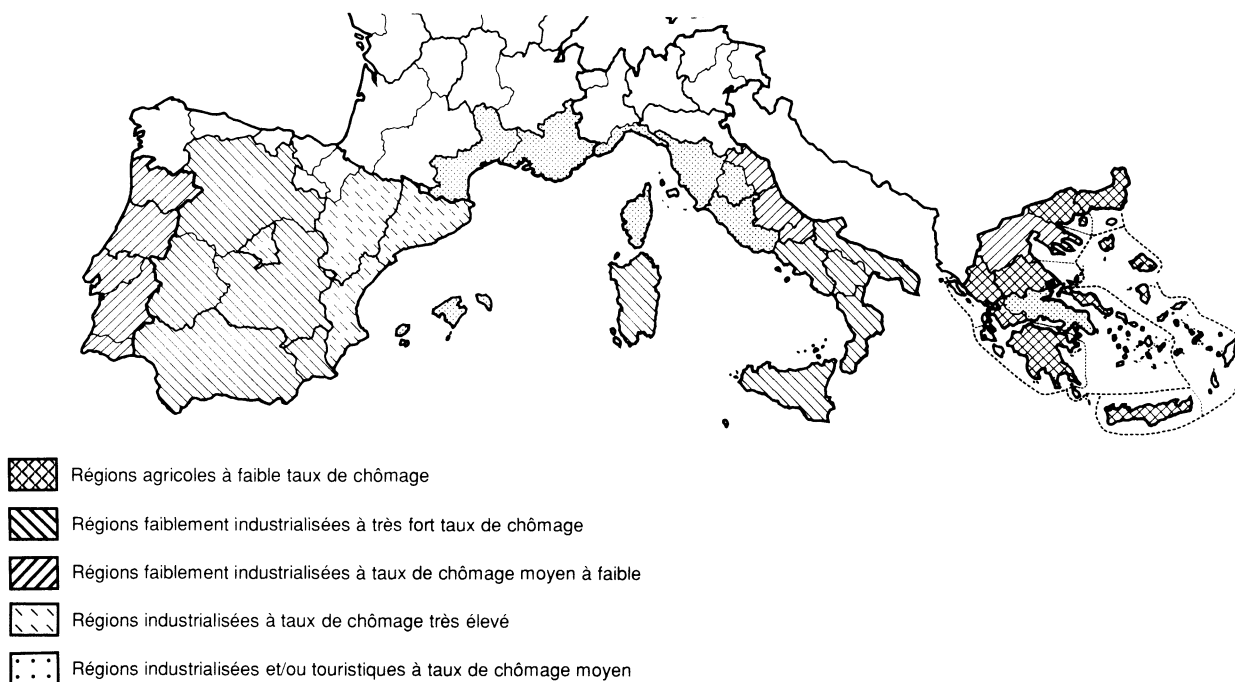 Régions agricoles à faible taux de chômage
Régions faiblement industrialisées à très fort taux de chômage
Régions faiblement industrialisées à taux de chômage moyen à faible
Régions industrialisées à taux de chômage très élevé
Régions industrialisées et/ou touristiques à taux de chômage moyen